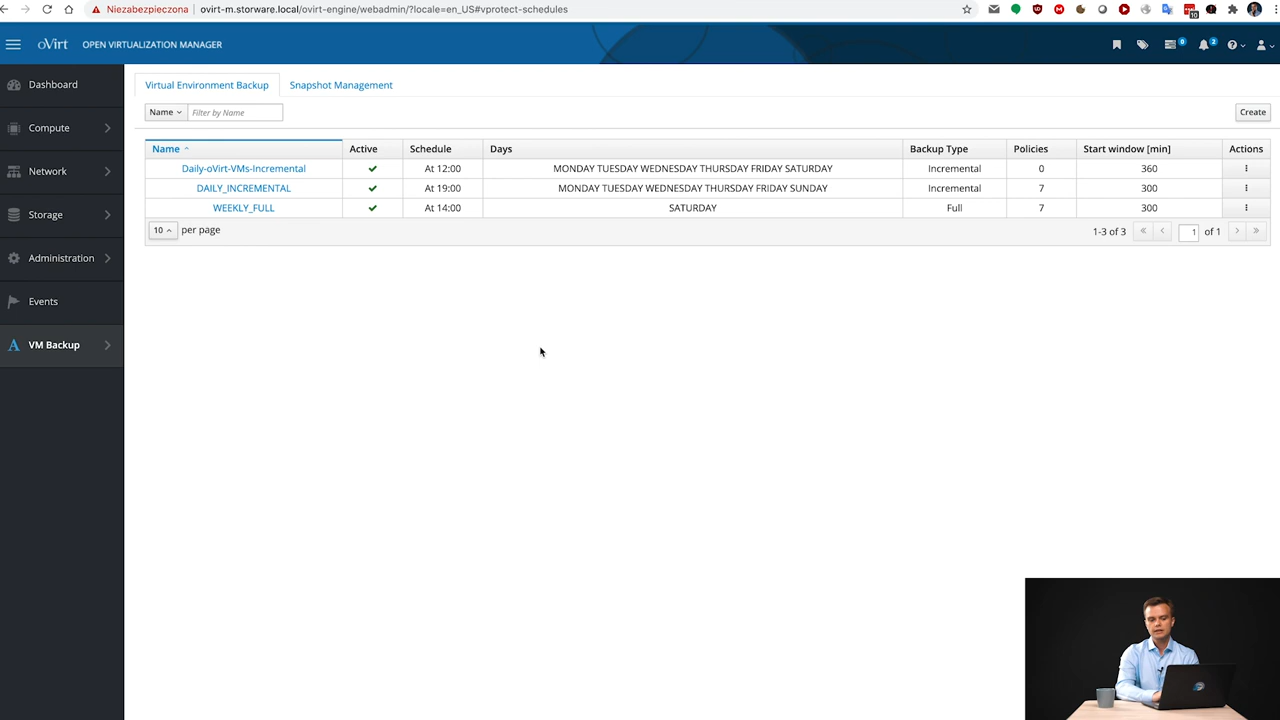 Niezabezpieczona ovirt-m.storware.local/ovirt-engine/webadmin/?locale=en_US#vprotect-schedules
10
oVirt OPEN VIRTUALIZATION MANAGER
0 2
Dashboard
Compute
Network
Storage
Administration
Events
VM Backup
Virtual Environment Backup Snapshot Management
Name Filter by Name Create
Name Active Schedule Days Backup Type Policies Start window [min] Actions
Daily-oVirt-VMs-Incremental At 12:00 MONDAY TUESDAY WEDNESDAY THURSDAY FRIDAY SATURDAY Incremental 0 360
DAILY_INCREMENTAL At 19:00 MONDAY TUESDAY WEDNESDAY THURSDAY FRIDAY SUNDAY Incremental 7 300
WEEKLY_FULL At 14:00 SATURDAY Full 7 300
10 per page 1-3 of 3 « ‹ 1 of 1 › »